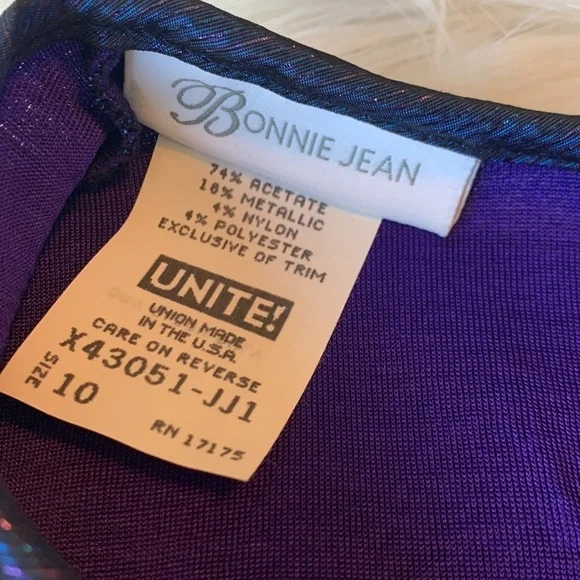 BONNIE JEAN
74% ACETATE
18% METALLIC
4% NYLON
4% POLYESTER
EXCLUSIVE OF TRIM
UNITE!
UNION MADE
IN THE U.S.A.
CARE ON REVERSE
X43051-JJ1
SIZE 10
RN 17175